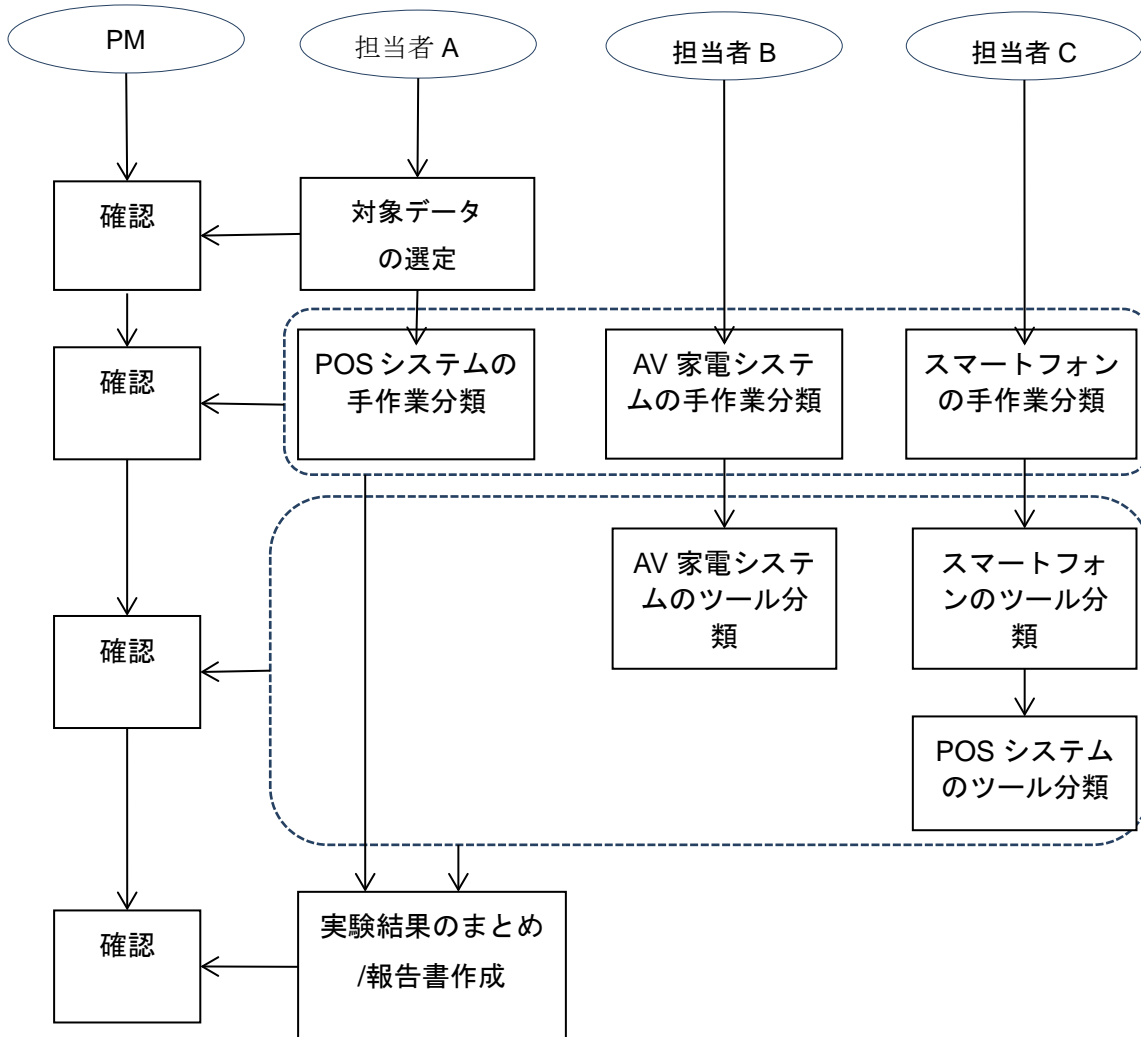 PM
担当者 A
担当者 B
担当者 C
確認
対象データ
の選定
確認
POS システムの
手作業分類
AV 家電システ
ムの手作業分類
スマートフォン
の手作業分類
確認
AV 家電システ
ムのツール分
類
スマートフォ
ンのツール分
類
POS システム
のツール分類
確認
実験結果のまとめ
/報告書作成